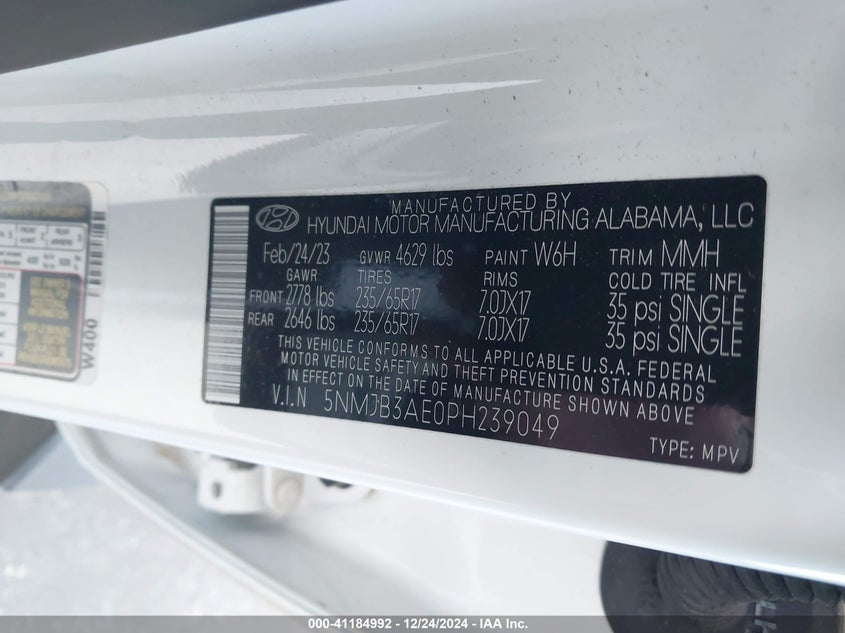 MANUFACTURED BY
HYUNDAI MOTOR MANUFACTURING ALABAMA, LLC
Feb/24/23 GVWR 4629 lbs PAINT W6H TRIM MMH
GAWR TIRES RIMS COLD TIRE INFL
FRONT 2778 lbs 235/65R17 7.0JX17 35 psi SINGLE
REAR 2646 lbs 235/65R17 7.0JX17 35 psi SINGLE
THIS VEHICLE CONFORMS TO ALL APPLICABLE U.S.A. FEDERAL
MOTOR VEHICLE SAFETY AND THEFT PREVENTION STANDARDS
IN EFFECT ON THE DATE OF MANUFACTURE SHOWN ABOVE
V.I.N 5NMJB3AE0PH239049
TYPE: MPV
W400
000-41184992 - 12/24/2024 - IAA Inc.